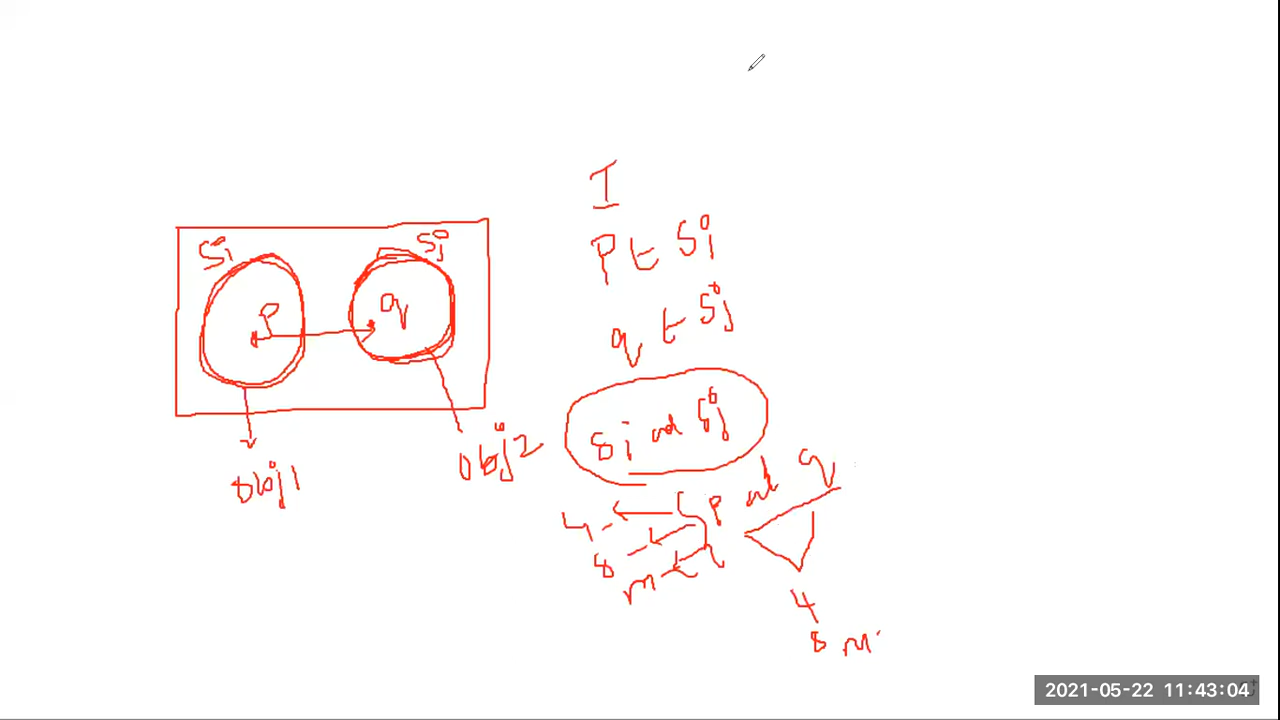 I
Si
Sj
P ∈ Si
P
q
q ∈ Sj
Si and Sj
obj1
obj2
P and q
4-
8-
m-
4
8 m
2021-05-22 11:43:04